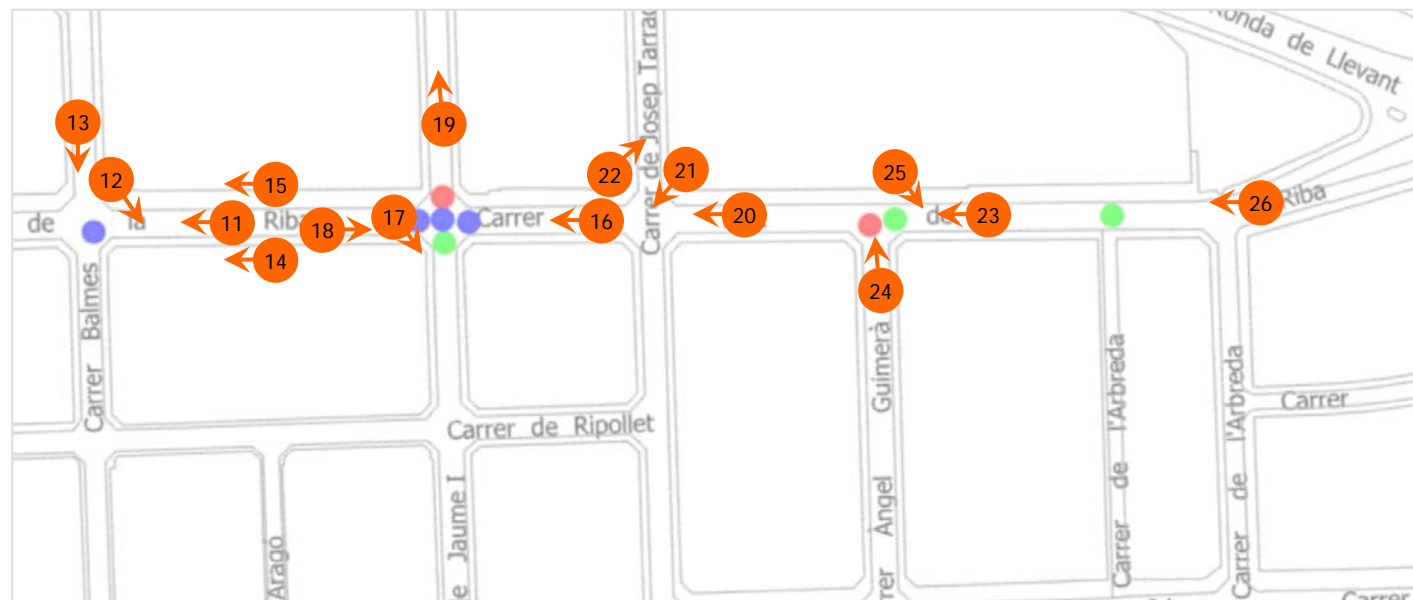 Ronda de Llevant
Carrer de Josep Tarrad
13
19
12
22
21
25
15
Riba
26
de
la
11
Riba
18
17
Carrer
16
20
de
23
14
24
Carrer Balmes
Carrer Àngel Guimerà
Carrer de l'Arbreda
Carrer de l'Arbreda
Carrer
Carrer de Ripollet
Aragó
e Jaume I
Carrer